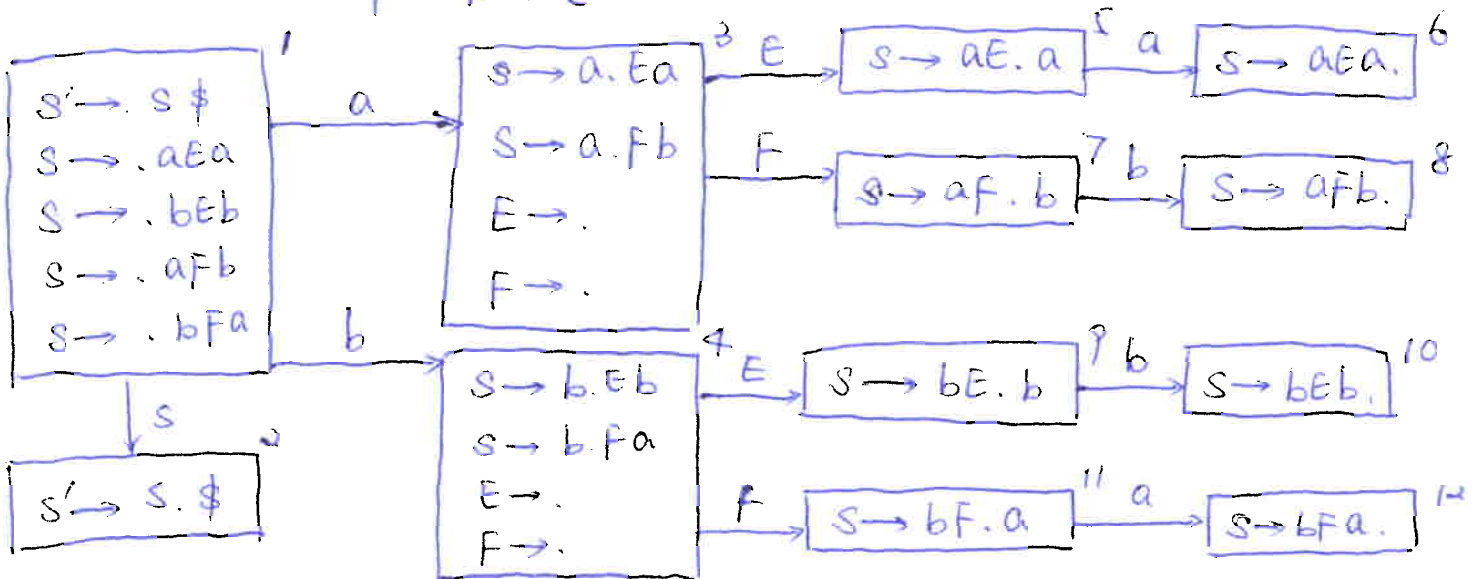 1
S' → . S $
S → . aEa
S → . bEb
S → . aFb
S → . bFa
a
b
S
2
S' → S. $
3
S → a. Ea
S → a. Fb
E → .
F → .
E
F
4
S → b. Eb
S → b. Fa
E → .
F → .
E
F
5
S → aE. a
a
6
S → aEa.
7
S → aF. b
b
8
S → aFb.
9
S → bE. b
b
10
S → bEb.
11
S → bF. a
a
12
S → bFa.